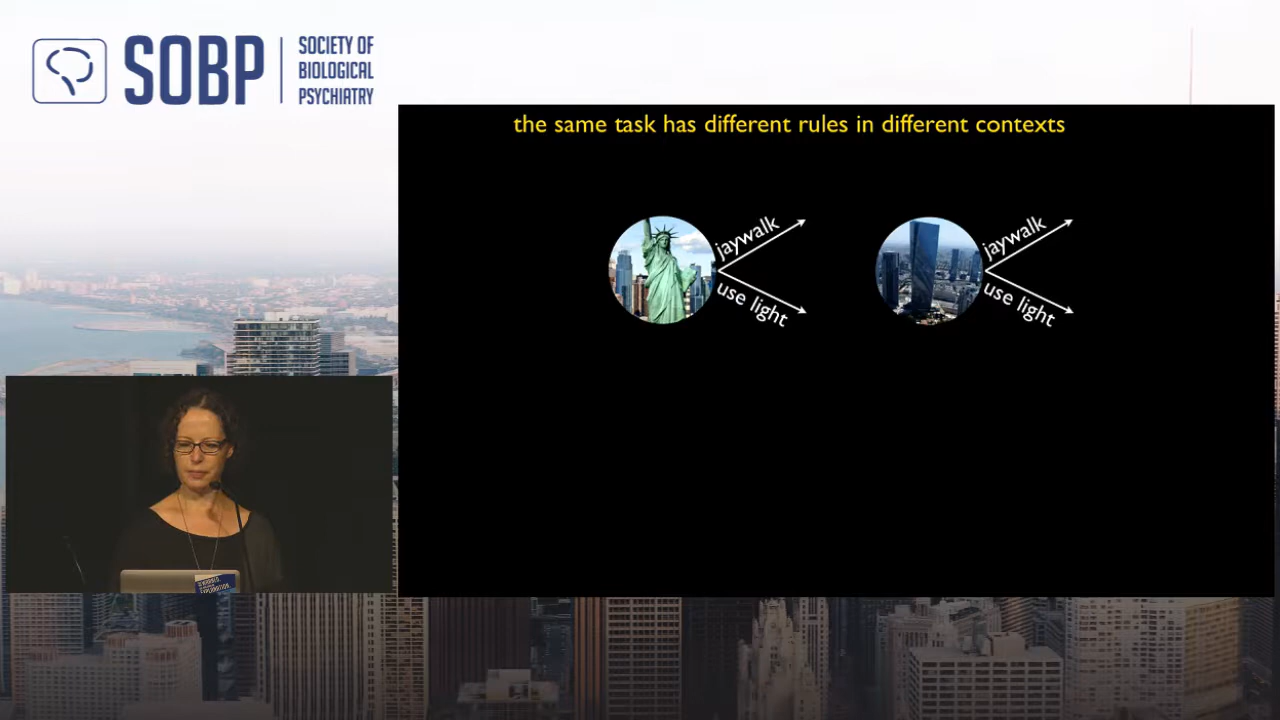 SOBP
SOCIETY OF
BIOLOGICAL
PSYCHIATRY
the same task has different rules in different contexts
jaywalk
use light
jaywalk
use light